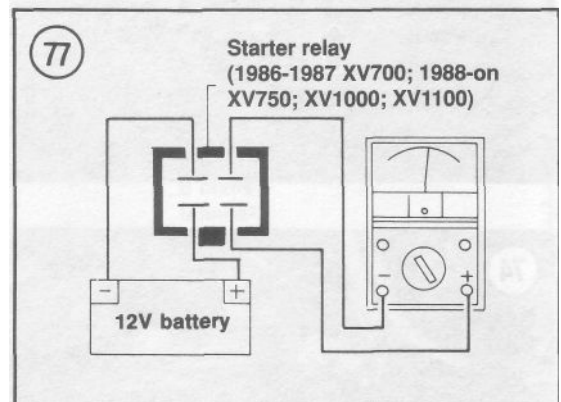 77
Starter relay
(1986-1987 XV700; 1988-on
XV750; XV1000; XV1100)
- +
12V battery
- +